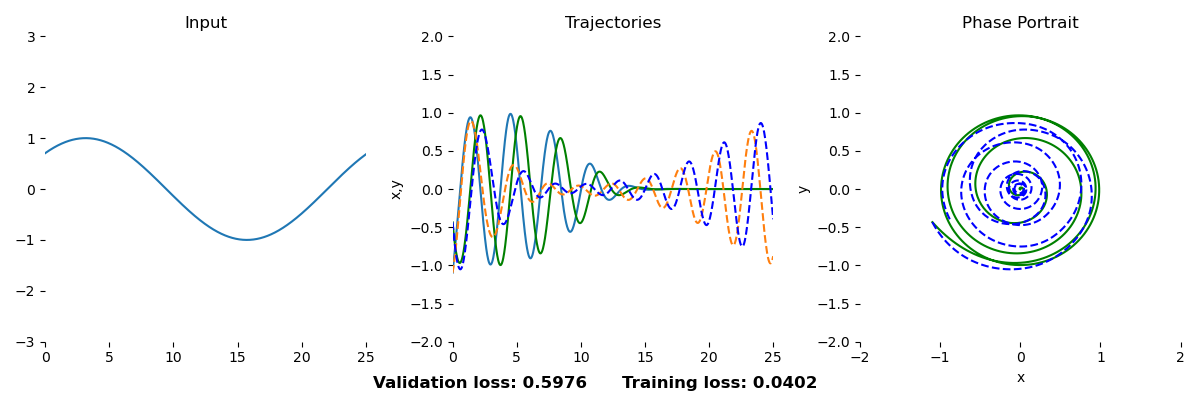 Input
3
2
1
0
−1
−2
−3
0 5 10 15 20 25
Trajectories
x,y
2.0
1.5
1.0
0.5
0.0
−0.5
−1.0
−1.5
−2.0
0 5 10 15 20 25
Phase Portrait
y
2.0
1.5
1.0
0.5
0.0
−0.5
−1.0
−1.5
−2.0
−2 −1 0 1 2
x
Validation loss: 0.5976 Training loss: 0.0402